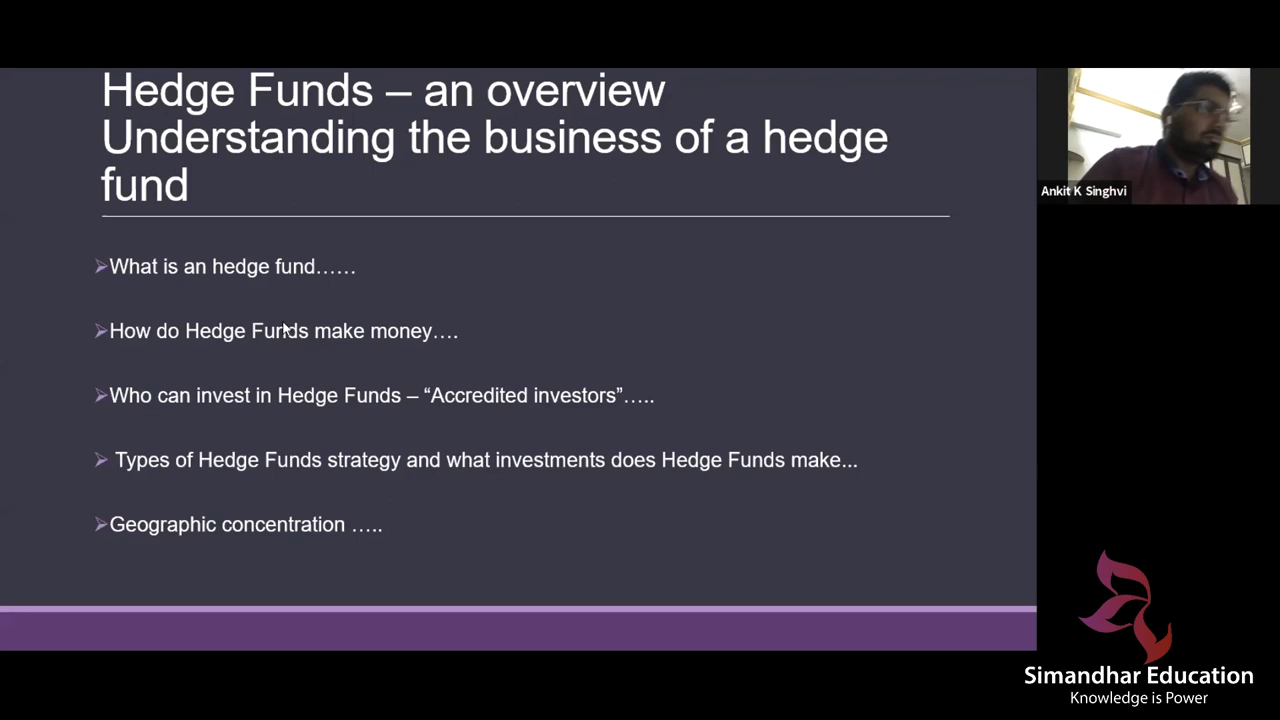 Hedge Funds – an overview
Understanding the business of a hedge
fund
➢What is an hedge fund……
➢How do Hedge Funds make money….
➢Who can invest in Hedge Funds – “Accredited investors”…..
➢ Types of Hedge Funds strategy and what investments does Hedge Funds make...
➢Geographic concentration …..
Ankit K Singhvi
Simandhar Education
Knowledge is Power